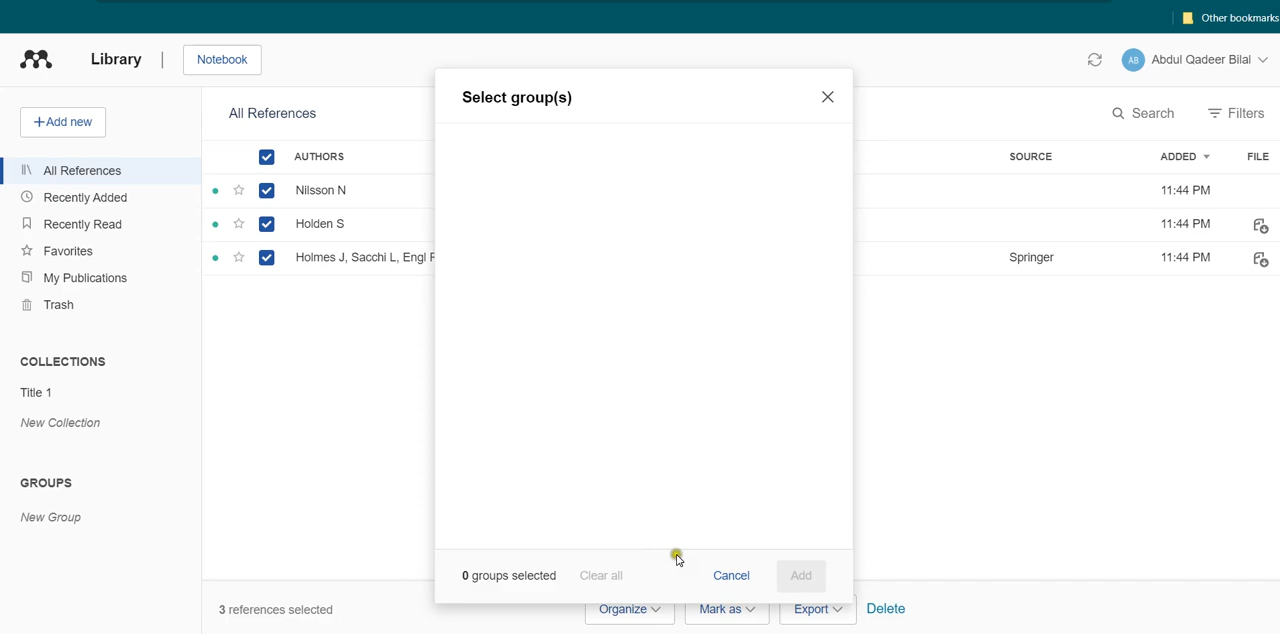 Other bookmarks
Library | Notebook
Abdul Qadeer Bilal
AB
+Add new
All References
Recently Added
Recently Read
Favorites
My Publications
Trash
COLLECTIONS
Title 1
New Collection
GROUPS
New Group
All References
Search
Filters
AUTHORS SOURCE ADDED FILE
Nilsson N 11:44 PM
Holden S 11:44 PM
Holmes J, Sacchi L, Engl Springer 11:44 PM
Select group(s)
0 groups selected Clear all Cancel Add
3 references selected Organize Mark as Export Delete